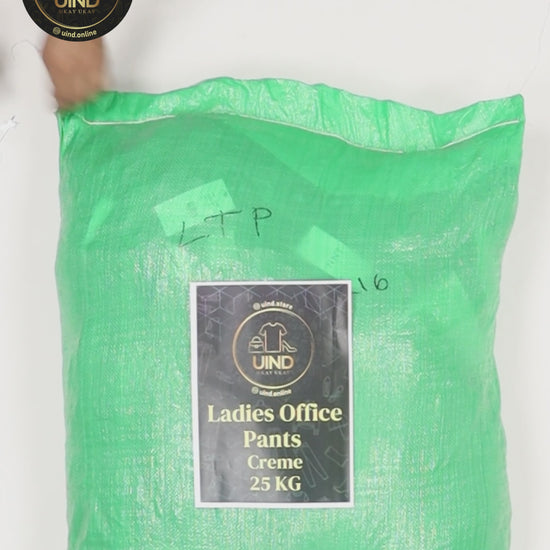 UIND
UKAY UKAY
@uind.online
LTP
16
@uind.store
UIND
UKAY UKAY
@uind.online
Ladies Office
Pants
Creme
25 KG